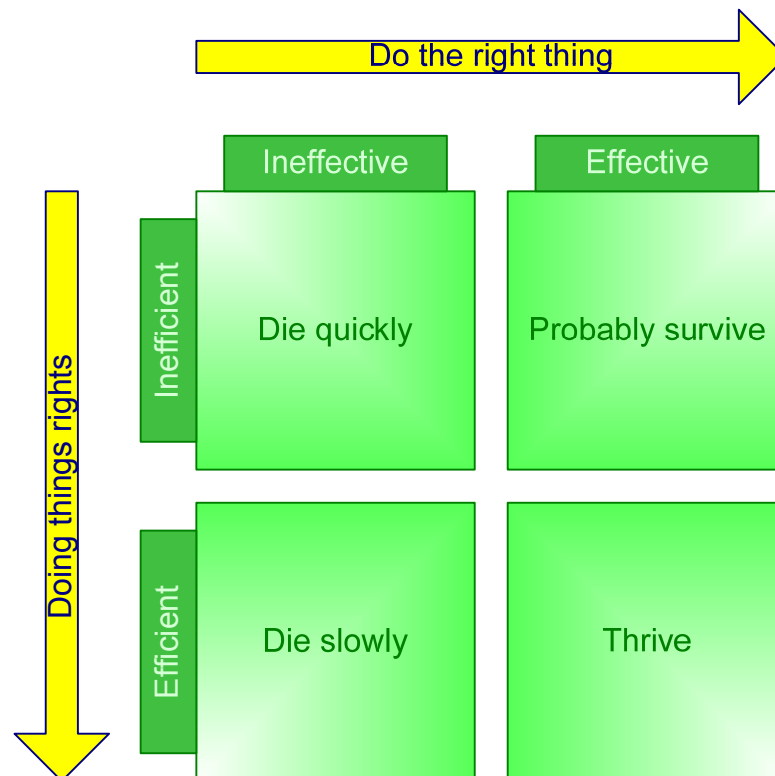 Do the right thing
Ineffective
Effective
Doing things rights
Inefficient
Die quickly
Probably survive
Efficient
Die slowly
Thrive